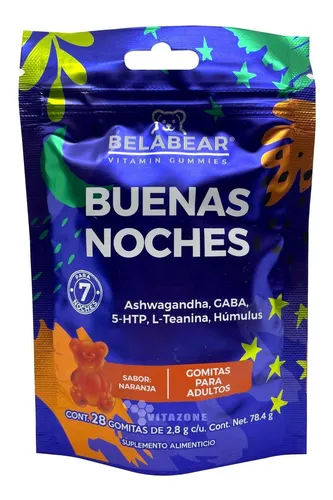 BELABEAR®
VITAMIN GUMMIES
BUENAS
NOCHES
PARA
7
NOCHES
Ashwagandha, GABA,
5-HTP, L-Teanina, Húmulus
SABOR:
NARANJA
GOMITAS
PARA
ADULTOS
CONT. 28 GOMITAS DE 2,8 g c/u. Cont. Net. 78.4 g
VITAZONE
SUPLEMENTO ALIMENTICIO